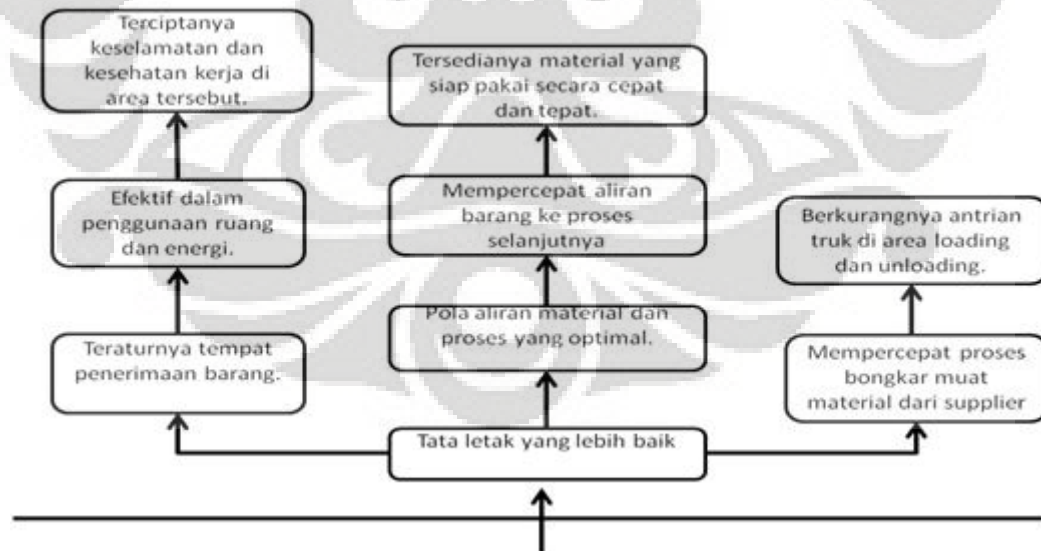 Terciptanya
keselamatan dan
kesehatan kerja di
area tersebut.
Tersedianya material yang
siap pakai secara cepat
dan tepat.
Efektif dalam
penggunaan ruang
dan energi.
Mempercepat aliran
barang ke proses
selanjutnya
Berkurangnya antrian
truk di area loading
dan unloading.
Teraturnya tempat
penerimaan barang.
Pola aliran material dan
proses yang optimal.
Mempercepat proses
bongkar muat
material dari supplier
Tata letak yang lebih baik